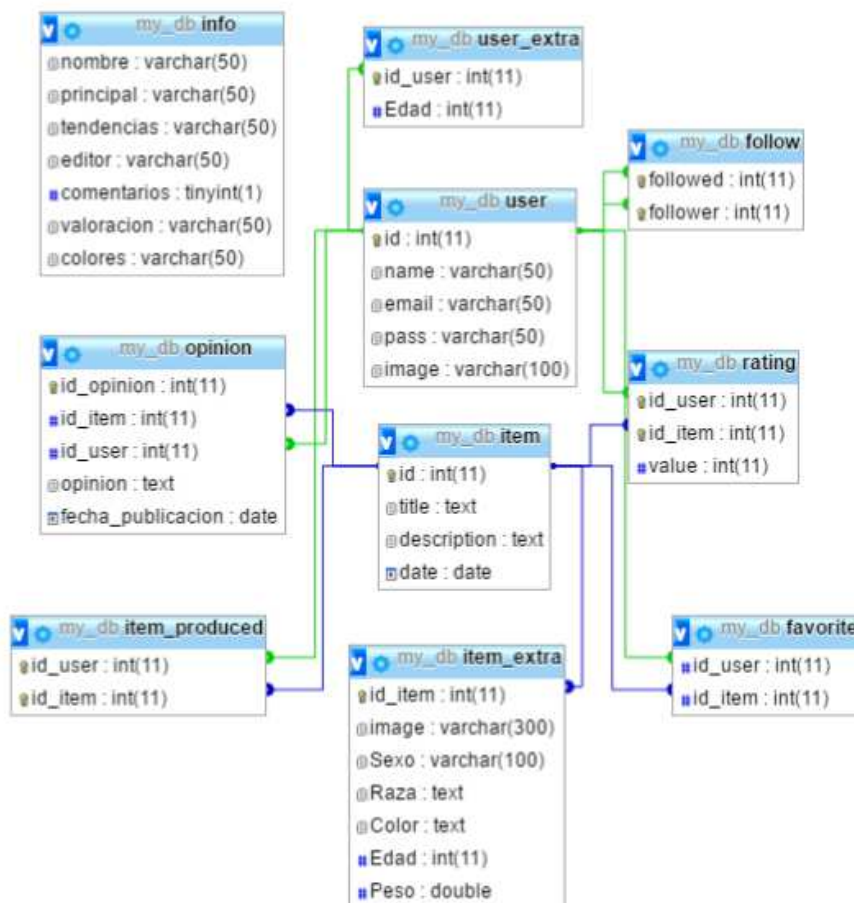 my_db info
nombre : varchar(50)
principal : varchar(50)
tendencias : varchar(50)
editor : varchar(50)
comentarios : tinyint(1)
valoracion : varchar(50)
colores : varchar(50)
my_db user_extra
id_user : int(11)
Edad : int(11)
my_db follow
followed : int(11)
follower : int(11)
my_db user
id : int(11)
name : varchar(50)
email : varchar(50)
pass : varchar(50)
image : varchar(100)
my_db opinion
id_opinion : int(11)
id_item : int(11)
id_user : int(11)
opinion : text
fecha_publicacion : date
my_db rating
id_user : int(11)
id_item : int(11)
value : int(11)
my_db item
id : int(11)
title : text
description : text
date : date
my_db item_produced
id_user : int(11)
id_item : int(11)
my_db item_extra
id_item : int(11)
image : varchar(300)
Sexo : varchar(100)
Raza : text
Color : text
Edad : int(11)
Peso : double
my_db favorite
id_user : int(11)
id_item : int(11)